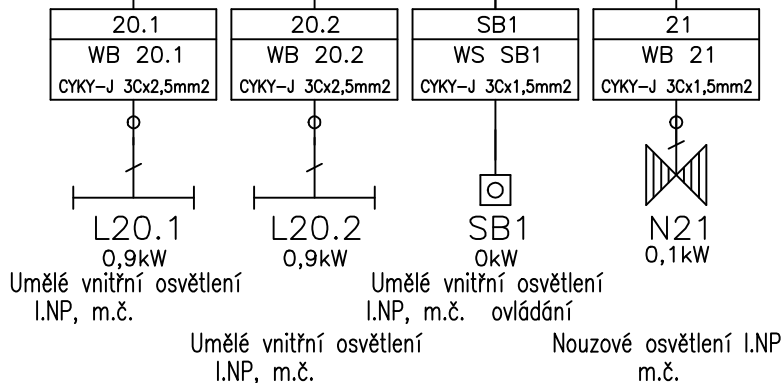 20.1
WB 20.1
CYKY-J 3Cx2,5mm2
20.2
WB 20.2
CYKY-J 3Cx2,5mm2
SB1
WS SB1
CYKY-J 3Cx1,5mm2
21
WB 21
CYKY-J 3Cx1,5mm2
L20.1
0,9kW
Umělé vnitřní osvětlení
I.NP, m.č.
L20.2
0,9kW
Umělé vnitřní osvětlení
I.NP, m.č.
SB1
0kW
Umělé vnitřní osvětlení
I.NP, m.č. ovládání
N21
0,1kW
Nouzové osvětlení I.NP
m.č.